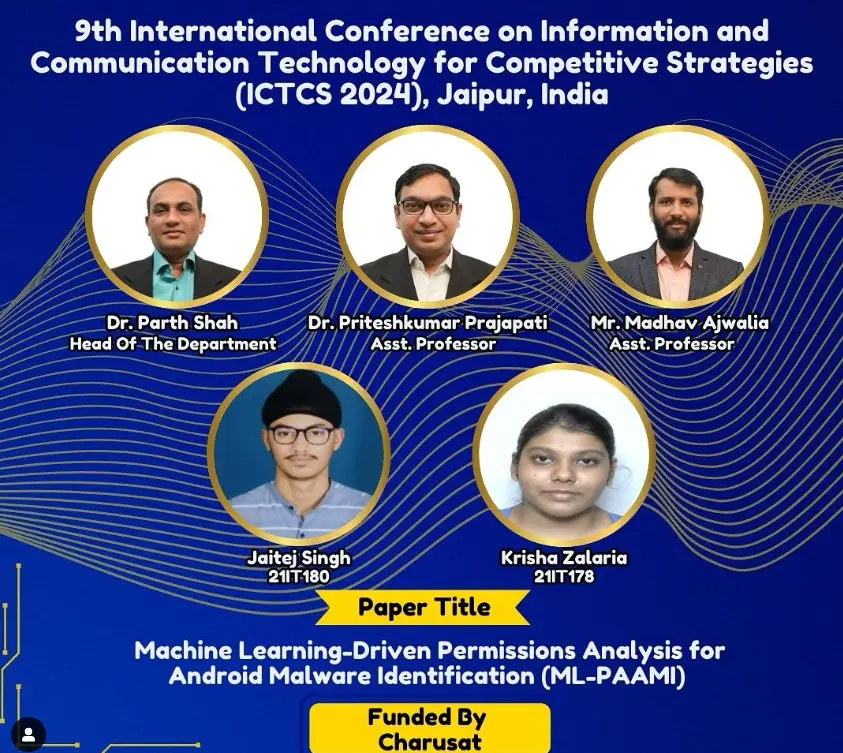 9th International Conference on Information and
Communication Technology for Competitive Strategies
(ICTCS 2024), Jaipur, India
Dr. Parth Shah
Head Of The Department
Dr. Priteshkumar Prajapati
Asst. Professor
Mr. Madhav Ajwalia
Asst. Professor
Jaitej Singh
21IT180
Krisha Zalaria
21IT178
Paper Title
Machine Learning-Driven Permissions Analysis for
Android Malware Identification (ML-PAAMI)
Funded By
Charusat